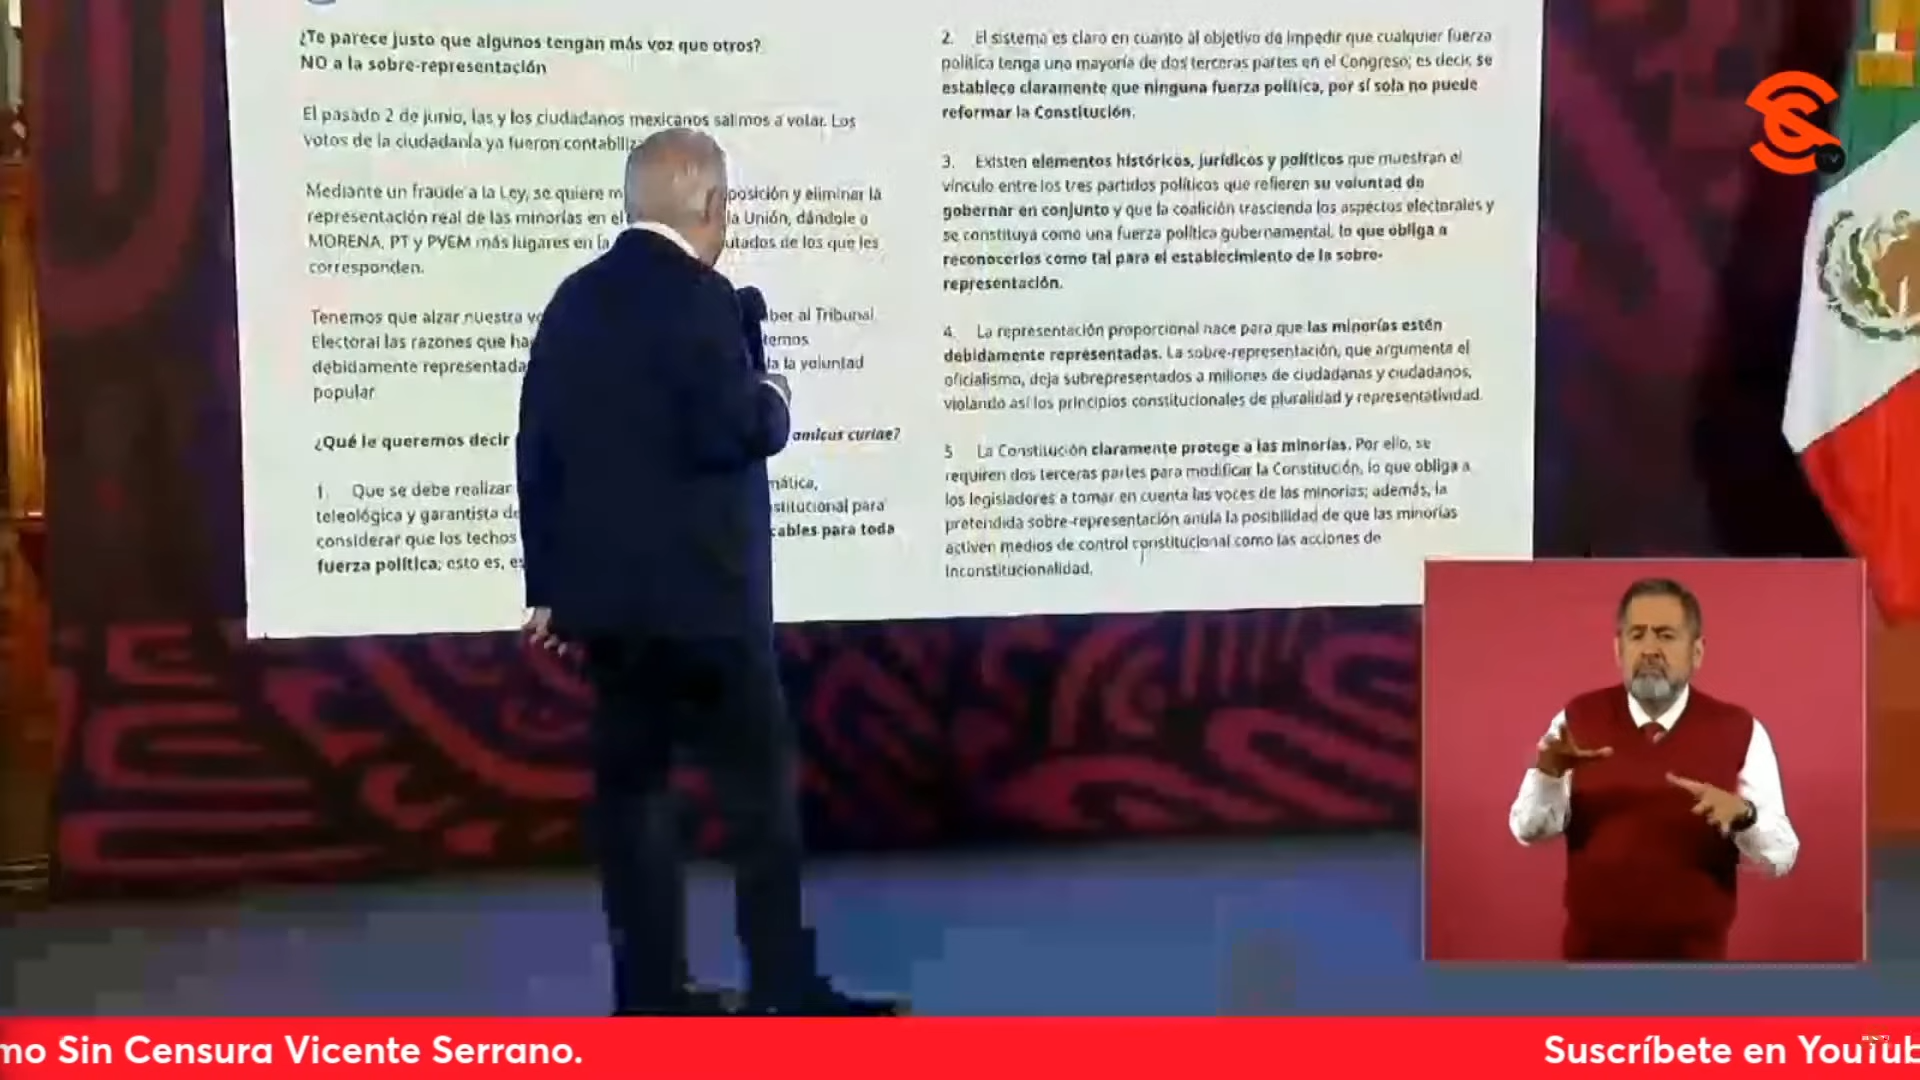 ¿Te parece justo que algunos tengan más voz que otros?
NO a la sobre-representación
El pasado 2 de junio, las y los ciudadanos mexicanos salimos a votar. Los
votos de la ciudadanía ya fueron
Mediante un fraude a la Ley, se quiere posición y eliminar la
representación real de las minorías en el la Unión, dándole a
MORENA, PT y PVEM más lugares en la utados de los que les
corresponden.
Tenemos que alzar nuestra al Tribunal
Electoral las razones que
debidamente la voluntad
popular
¿Qué le queremos decir amicus curiae?
1. Que se debe realizar mática,
teleológica y garantista de stitucional para
considerar que los techos cables para toda
fuerza política; esto es,
2. El sistema es claro en cuanto al objetivo de impedir que cualquier fuerza
política tenga una mayoría de dos terceras partes en el Congreso; es decir, se
establece claramente que ninguna fuerza política, por sí sola no puede
reformar la Constitución.
3. Existen elementos históricos, jurídicos y políticos que muestran el
vínculo entre los tres partidos políticos que refieren su voluntad de
gobernar en conjunto y que la coalición trascienda los aspectos electorales y
se constituya como una fuerza política gubernamental, lo que obliga a
reconocerlos como tal para el establecimiento de la sobre-
representación.
4. La representación proporcional nace para que las minorías estén
debidamente representadas. La sobre-representación, que argumenta el
oficialismo, deja subrepresentados a millones de ciudadanas y ciudadanos,
violando así los principios constitucionales de pluralidad y representatividad.
5 La Constitución claramente protege a las minorías. Por ello, se
requiren dos terceras partes para modificar la Constitución, lo que obliga a
los legisladores a tomar en cuenta las voces de las minorías; además, la
pretendida sobre-representación anula la posibilidad de que las minorías
activen medios de control constitucional como las acciones de
inconstitucionalidad.
TV
mo Sin Censura Vicente Serrano.
Suscríbete en YouTub